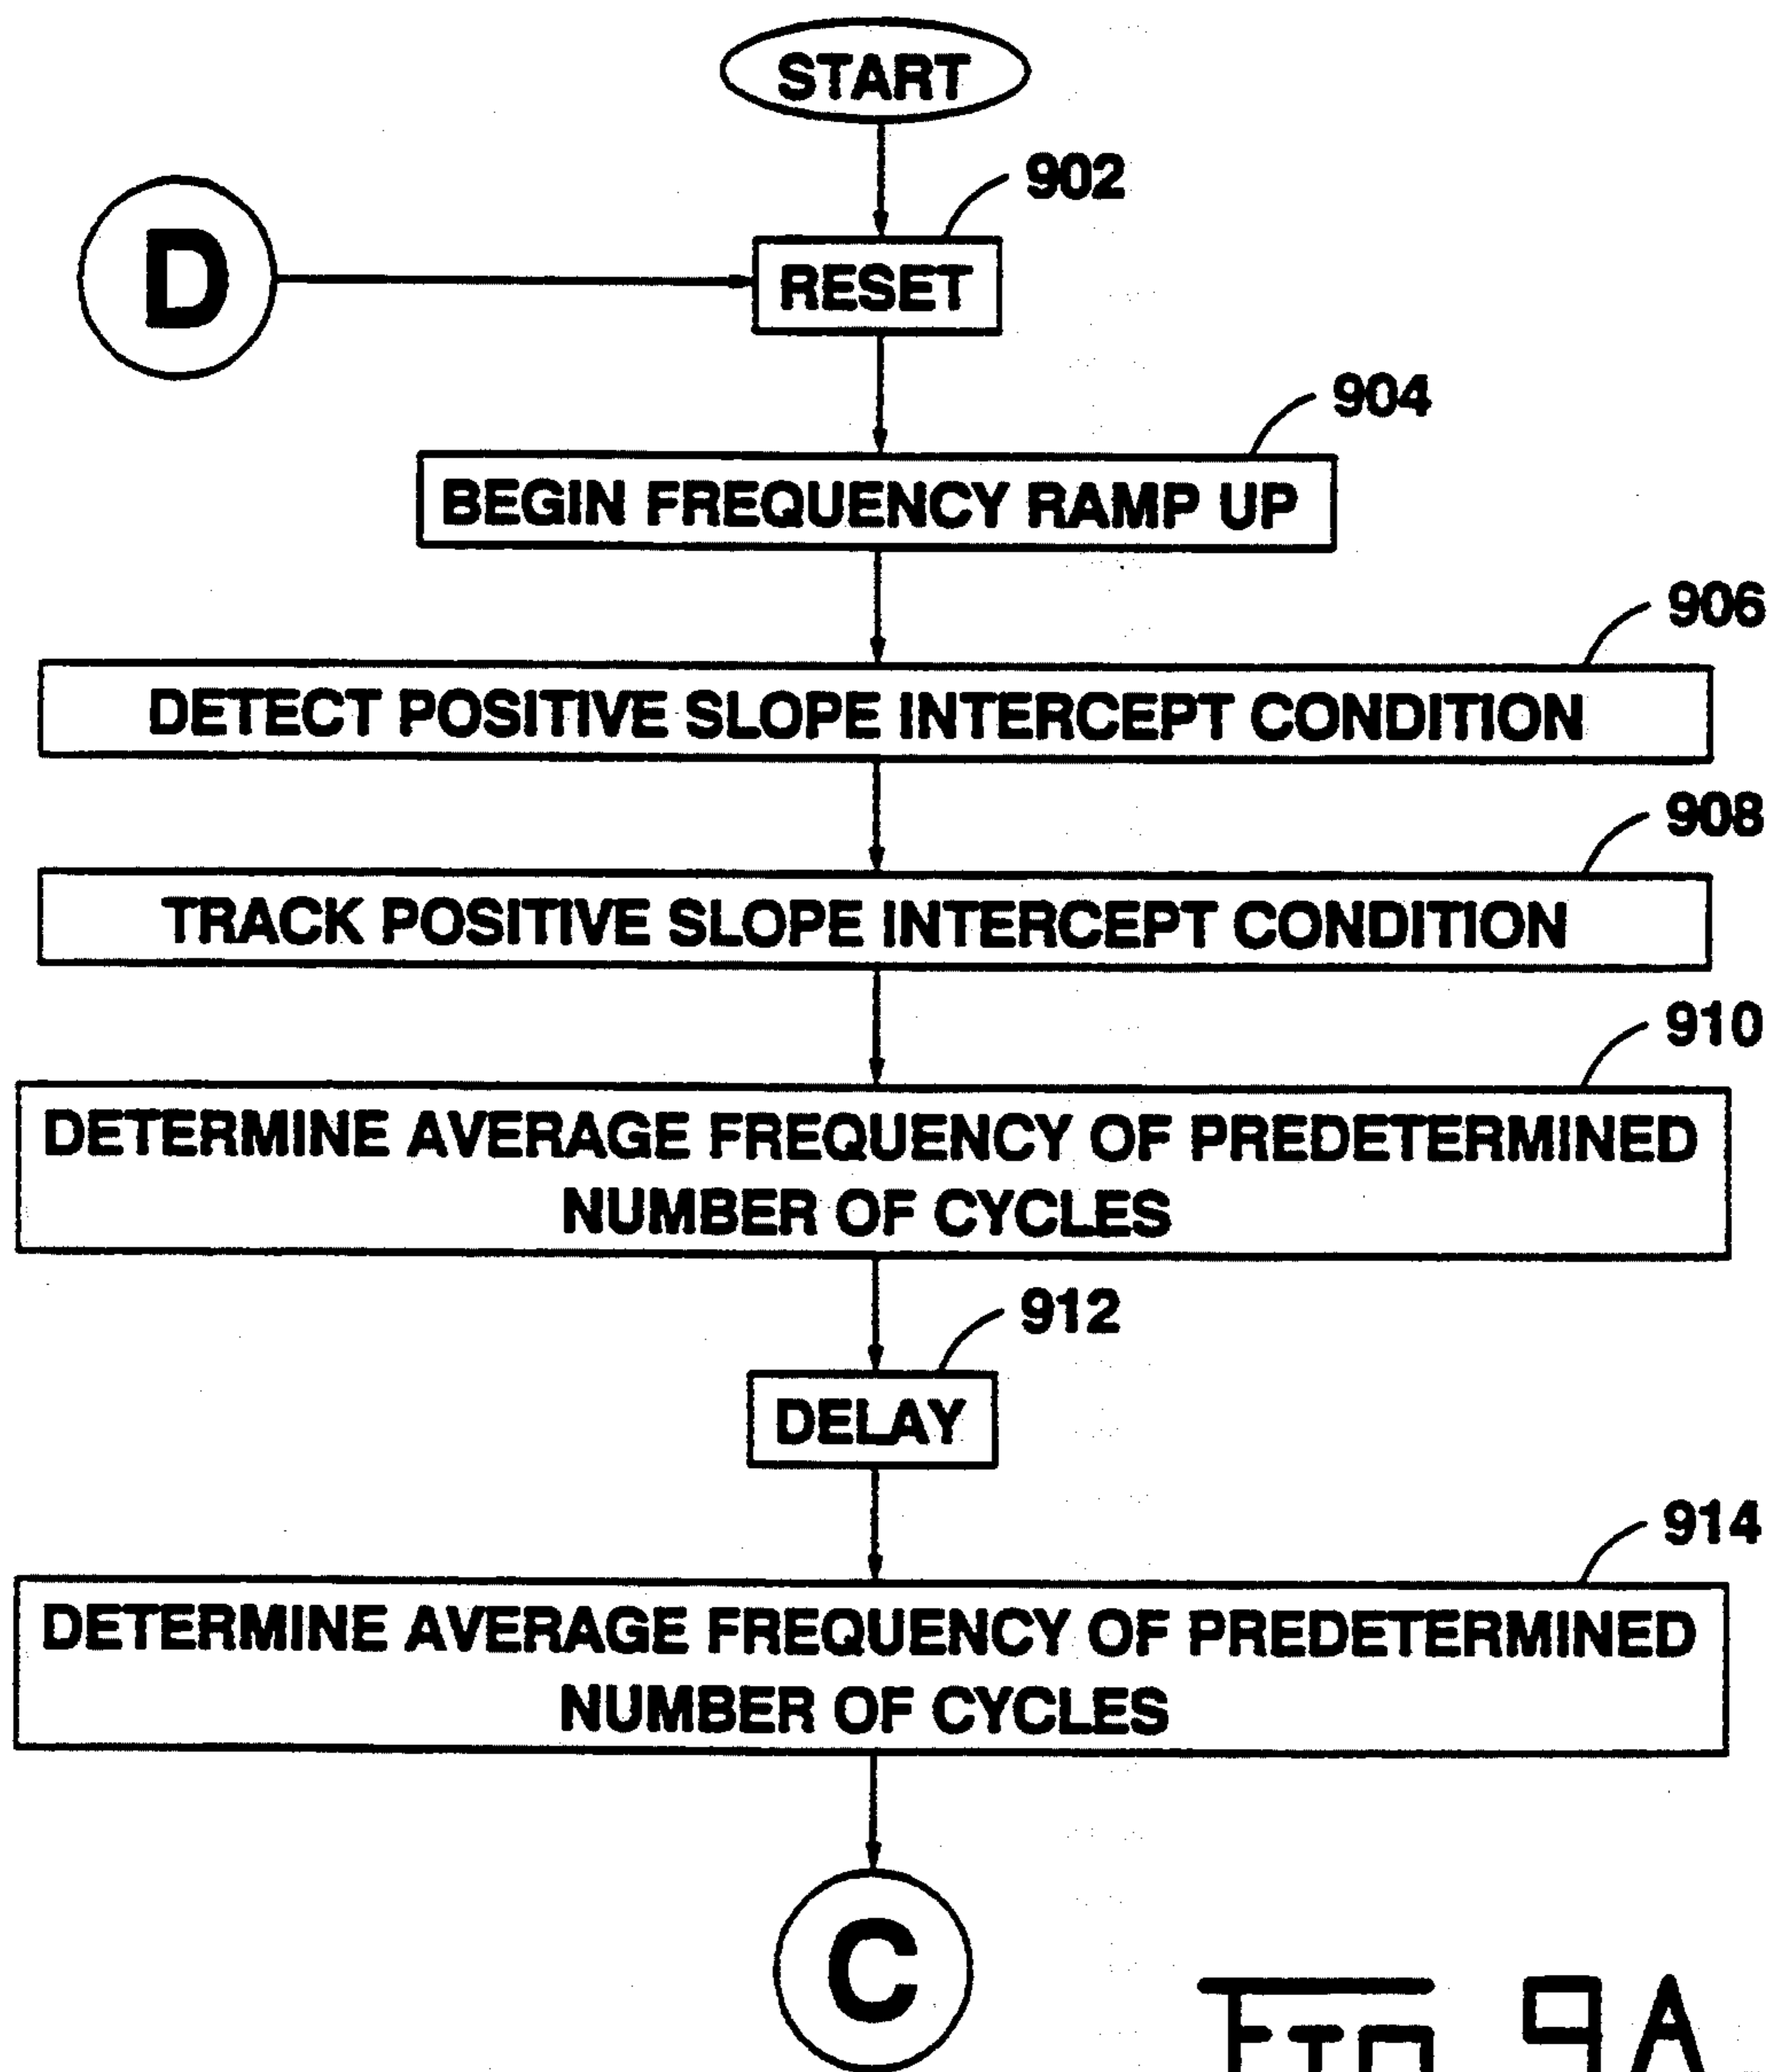 START
902
D
RESET
904
BEGIN FREQUENCY RAMP UP
906
DETECT POSITIVE SLOPE INTERCEPT CONDITION
908
TRACK POSITIVE SLOPE INTERCEPT CONDITION
910
DETERMINE AVERAGE FREQUENCY OF PREDETERMINED
NUMBER OF CYCLES
912
DELAY
914
DETERMINE AVERAGE FREQUENCY OF PREDETERMINED
NUMBER OF CYCLES
C
FIG 9A